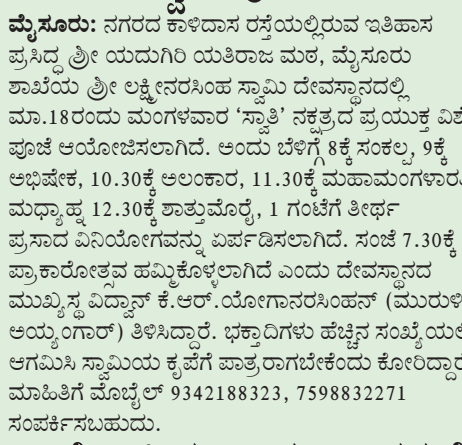 ಮೈಸೂರು: ನಗರದ ಕಾಳಿದಾಸ ರಸ್ತೆಯಲ್ಲಿರುವ ಇತಿಹಾಸ
ಪ್ರಸಿದ್ಧ ಶ್ರೀ ಯದುಗಿರಿ ಯತಿರಾಜ ಮಠ, ಮೈಸೂರು
ಶಾಖೆಯ ಶ್ರೀ ಲಕ್ಷ್ಮೀನರಸಿಂಹ ಸ್ವಾಮಿ ದೇವಸ್ಥಾನದಲ್ಲಿ
ಮಾ.18ರಂದು ಮಂಗಳವಾರ ‘ಸ್ವಾತಿ’ ನಕ್ಷತ್ರದ ಪ್ರಯುಕ್ತ
ಪೂಜೆ ಆಯೋಜಿಸಲಾಗಿದೆ. ಅಂದು ಬೆಳಿಗ್ಗೆ 8ಕ್ಕೆ ಸಂಕಲ್ಪ, 9ಕ್ಕೆ
ಅಭಿಷೇಕ, 10.30ಕ್ಕೆ ಅಲಂಕಾರ, 11.30ಕ್ಕೆ
ಮಧ್ಯಾಹ್ನ 12.30ಕ್ಕೆ ಶಾತ್ತುಮೊರೈ, 1 ಗಂಟೆಗೆ ತೀರ್ಥ
ಪ್ರಸಾದ ವಿನಿಯೋಗವನ್ನು ಏರ್ಪಡಿಸಲಾಗಿದೆ. ಸಂಜೆ 7.30ಕ್ಕೆ
ಪ್ರಾಕಾರೋತ್ಸವ ಹಮ್ಮಿಕೊಳ್ಳಲಾಗಿದೆ ಎಂದು ದೇವಸ್ಥಾನದ
ಮುಖ್ಯಸ್ಥ ವಿದ್ವಾನ್ ಕೆ.ಆರ್.ಯೋಗಾನರಸಿಂಹನ್
ಅಯ್ಯಂಗಾರ್) ತಿಳಿಸಿದ್ದಾರೆ. ಭಕ್ತಾದಿಗಳು ಹೆಚ್ಚಿನ
ಆಗಮಿಸಿ ಸ್ವಾಮಿಯ ಕೃಪೆಗೆ ಪಾತ್ರರಾಗಬೇಕೆಂದು
ಮಾಹಿತಿಗೆ ಮೊಬೈಲ್ 9342188323, 7598832271
ಸಂಪರ್ಕಿಸಬಹುದು.